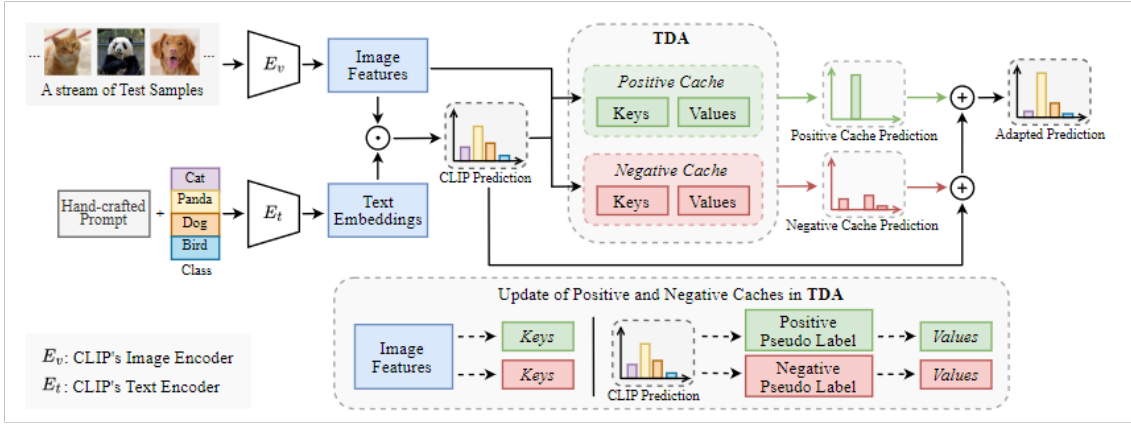 ...
...
A stream of Test Samples
E_v
Image
Features
TDA
Positive Cache
Keys
Values
Positive Cache Prediction
Adapted Prediction
CLIP Prediction
Negative Cache
Keys
Values
Negative Cache Prediction
Hand-crafted
Prompt
+
Cat
Panda
Dog
Bird
Class
E_t
Text
Embeddings
Update of Positive and Negative Caches in TDA
Image
Features
Keys
Keys
CLIP Prediction
Positive
Pseudo Label
Negative
Pseudo Label
Values
Values
E_v: CLIP's Image Encoder
E_t: CLIP's Text Encoder